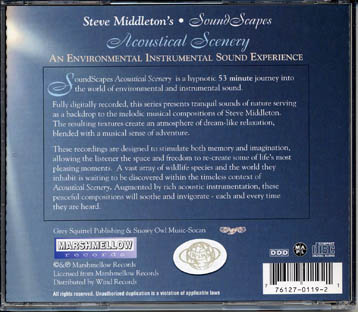 Steve Middleton's • SoundScapes
Acoustical Scenery
AN ENVIRONMENTAL INSTRUMENTAL SOUND EXPERIENCE
SoundScapes Acoustical Scenery is a hypnotic 53 minute journey into
the world of environmental and instrumental sound.
Fully digitally recorded, this series presents tranquil sounds of nature serving
as a backdrop to the melodic musical compositions of Steve Middleton.
The resulting textures create an atmosphere of dream-like relaxation,
blended with a musical sense of adventure.
These recordings are designed to stimulate both memory and imagination,
allowing the listener the space and freedom to re-create some of life's most
pleasing moments. A vast array of wildlife species and the world they
inhabit is waiting to be discovered within the timeless context of
Acoustical Scenery. Augmented by rich acoustic instrumentation, these
peaceful compositions will soothe and invigorate - each and every time
they are heard.
Grey Squirrel Publishing & Snowy Owl Music-Socan
MARSHMELLOW
records
©&℗ Marshmellow Records
Licensed from Marshmellow Records
Distributed by Wind Records
All rights reserved. Unauthorized duplication is a violation of applicable laws
DDD
COMPACT
disc
DIGITAL AUDIO
7 76127-0119-2 1